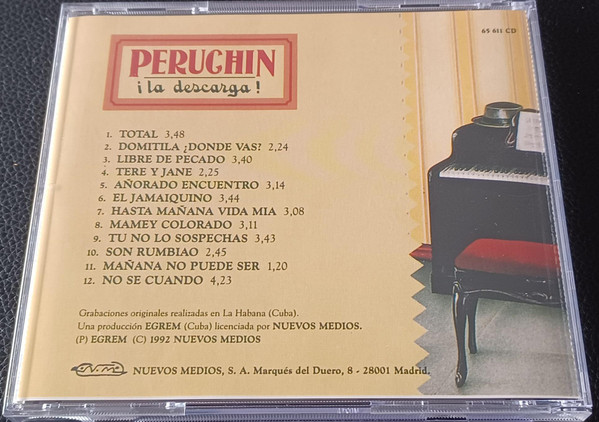 65 611 CD
PERUCHIN
¡la descarga!
1. TOTAL 3,48
2. DOMITILA ¿DONDE VAS? 2,24
3. LIBRE DE PECADO 3,40
4. TERE Y JANE 2,25
5. AÑORADO ENCUENTRO 3,14
6. EL JAMAIQUINO 3,44
7. HASTA MAÑANA VIDA MIA 3,08
8. MAMEY COLORADO 3,11
9. TU NO LO SOSPECHAS 3,43
10. SON RUMBIAO 2,45
11. MAÑANA NO PUEDE SER 1,20
12. NO SE CUANDO 4,23
Grabaciones originales realizadas en La Habana (Cuba).
Una producción EGREM (Cuba) licenciada por NUEVOS MEDIOS.
(P) EGREM (C) 1992 NUEVOS MEDIOS
N.M. NUEVOS MEDIOS, S. A. Marqués del Duero, 8 - 28001 Madrid.